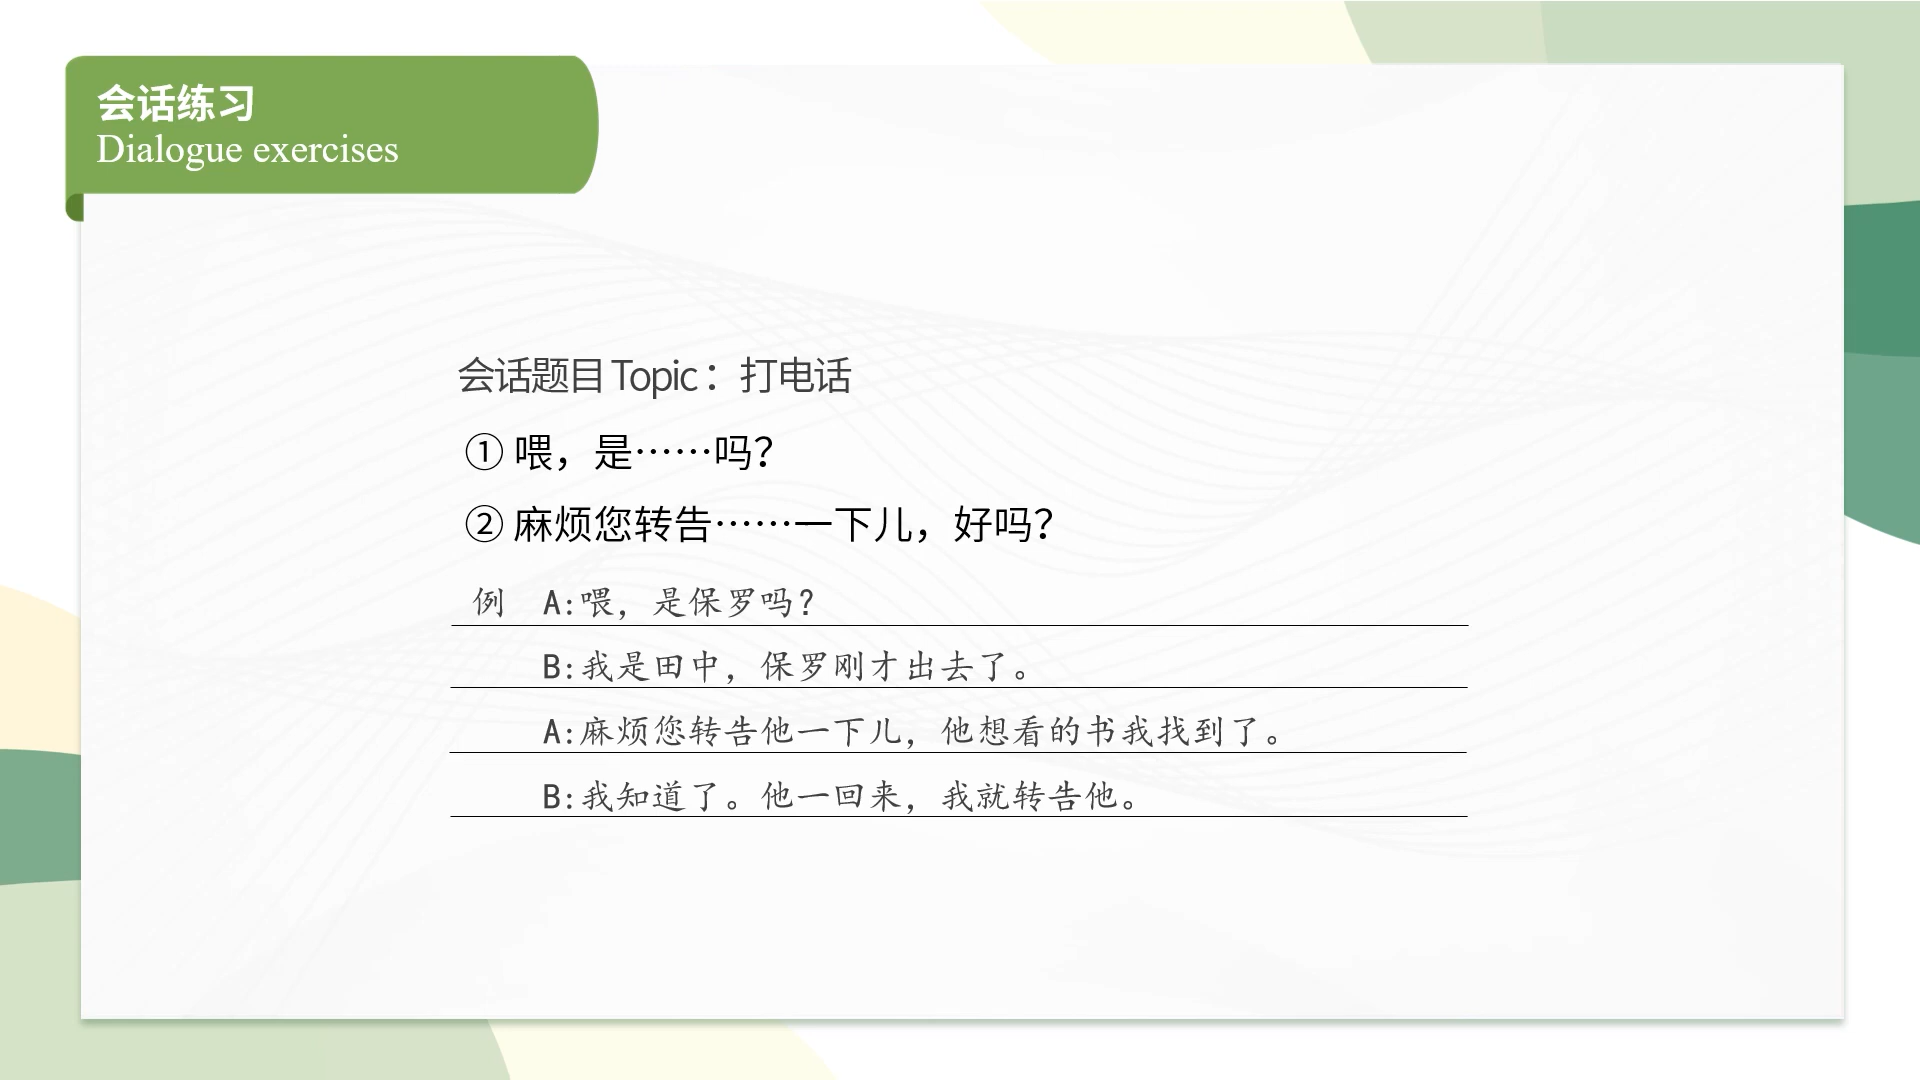 会话练习
Dialogue exercises
会话题目 Topic：打电话
① 喂，是……吗？
② 麻烦您转告……一下儿，好吗？
例 A:喂，是保罗吗？
B:我是田中，保罗刚才出去了。
A:麻烦您转告他一下儿，他想看的书我找到了。
B:我知道了。他一回来，我就转告他。